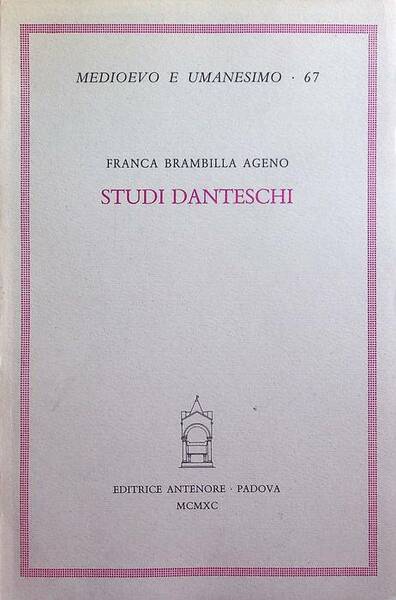 MEDIOEVO E UMANESIMO · 67
FRANCA BRAMBILLA AGENO
STUDI DANTESCHI
EDITRICE ANTENORE · PADOVA
MCMXC